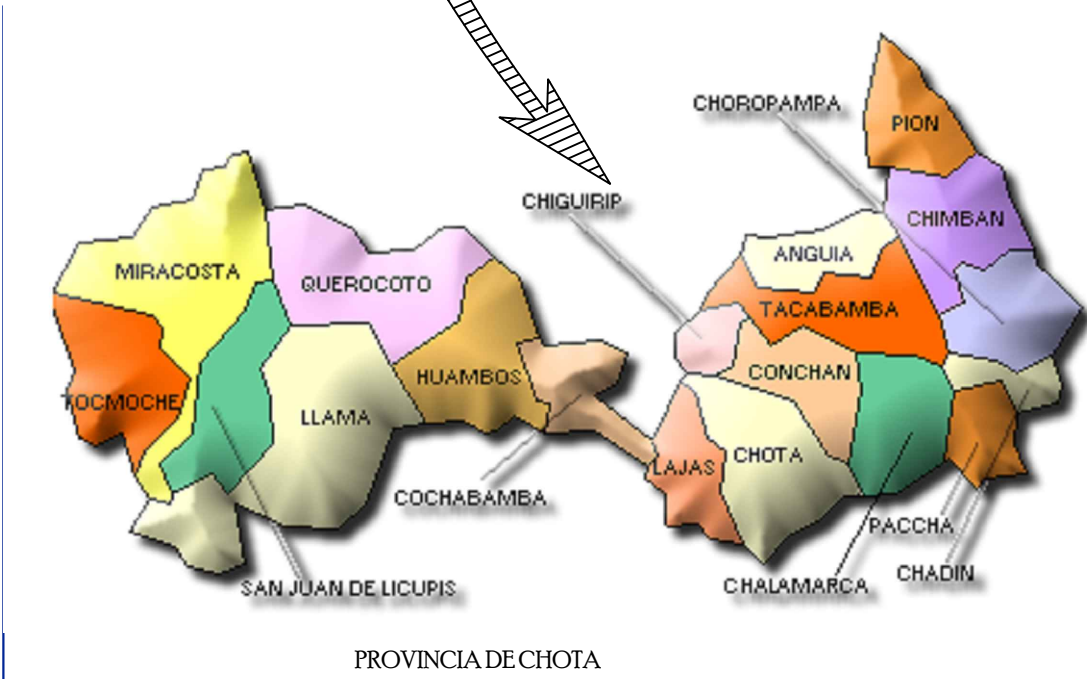 CHOROPAMPA
PION
CHIGUIRIP
CHIMBAN
ANGUIA
MIRACOSTA
QUEROCOTO
TACABAMBA
HUAMBOS
CONCHAN
TOCMOCHE
LLAMA
CHOTA
LAJAS
COCHABAMBA
PACCHA
CHADIN
CHALAMARCA
SAN JUAN DE LICUPIS
PROVINCIA DE CHOTA